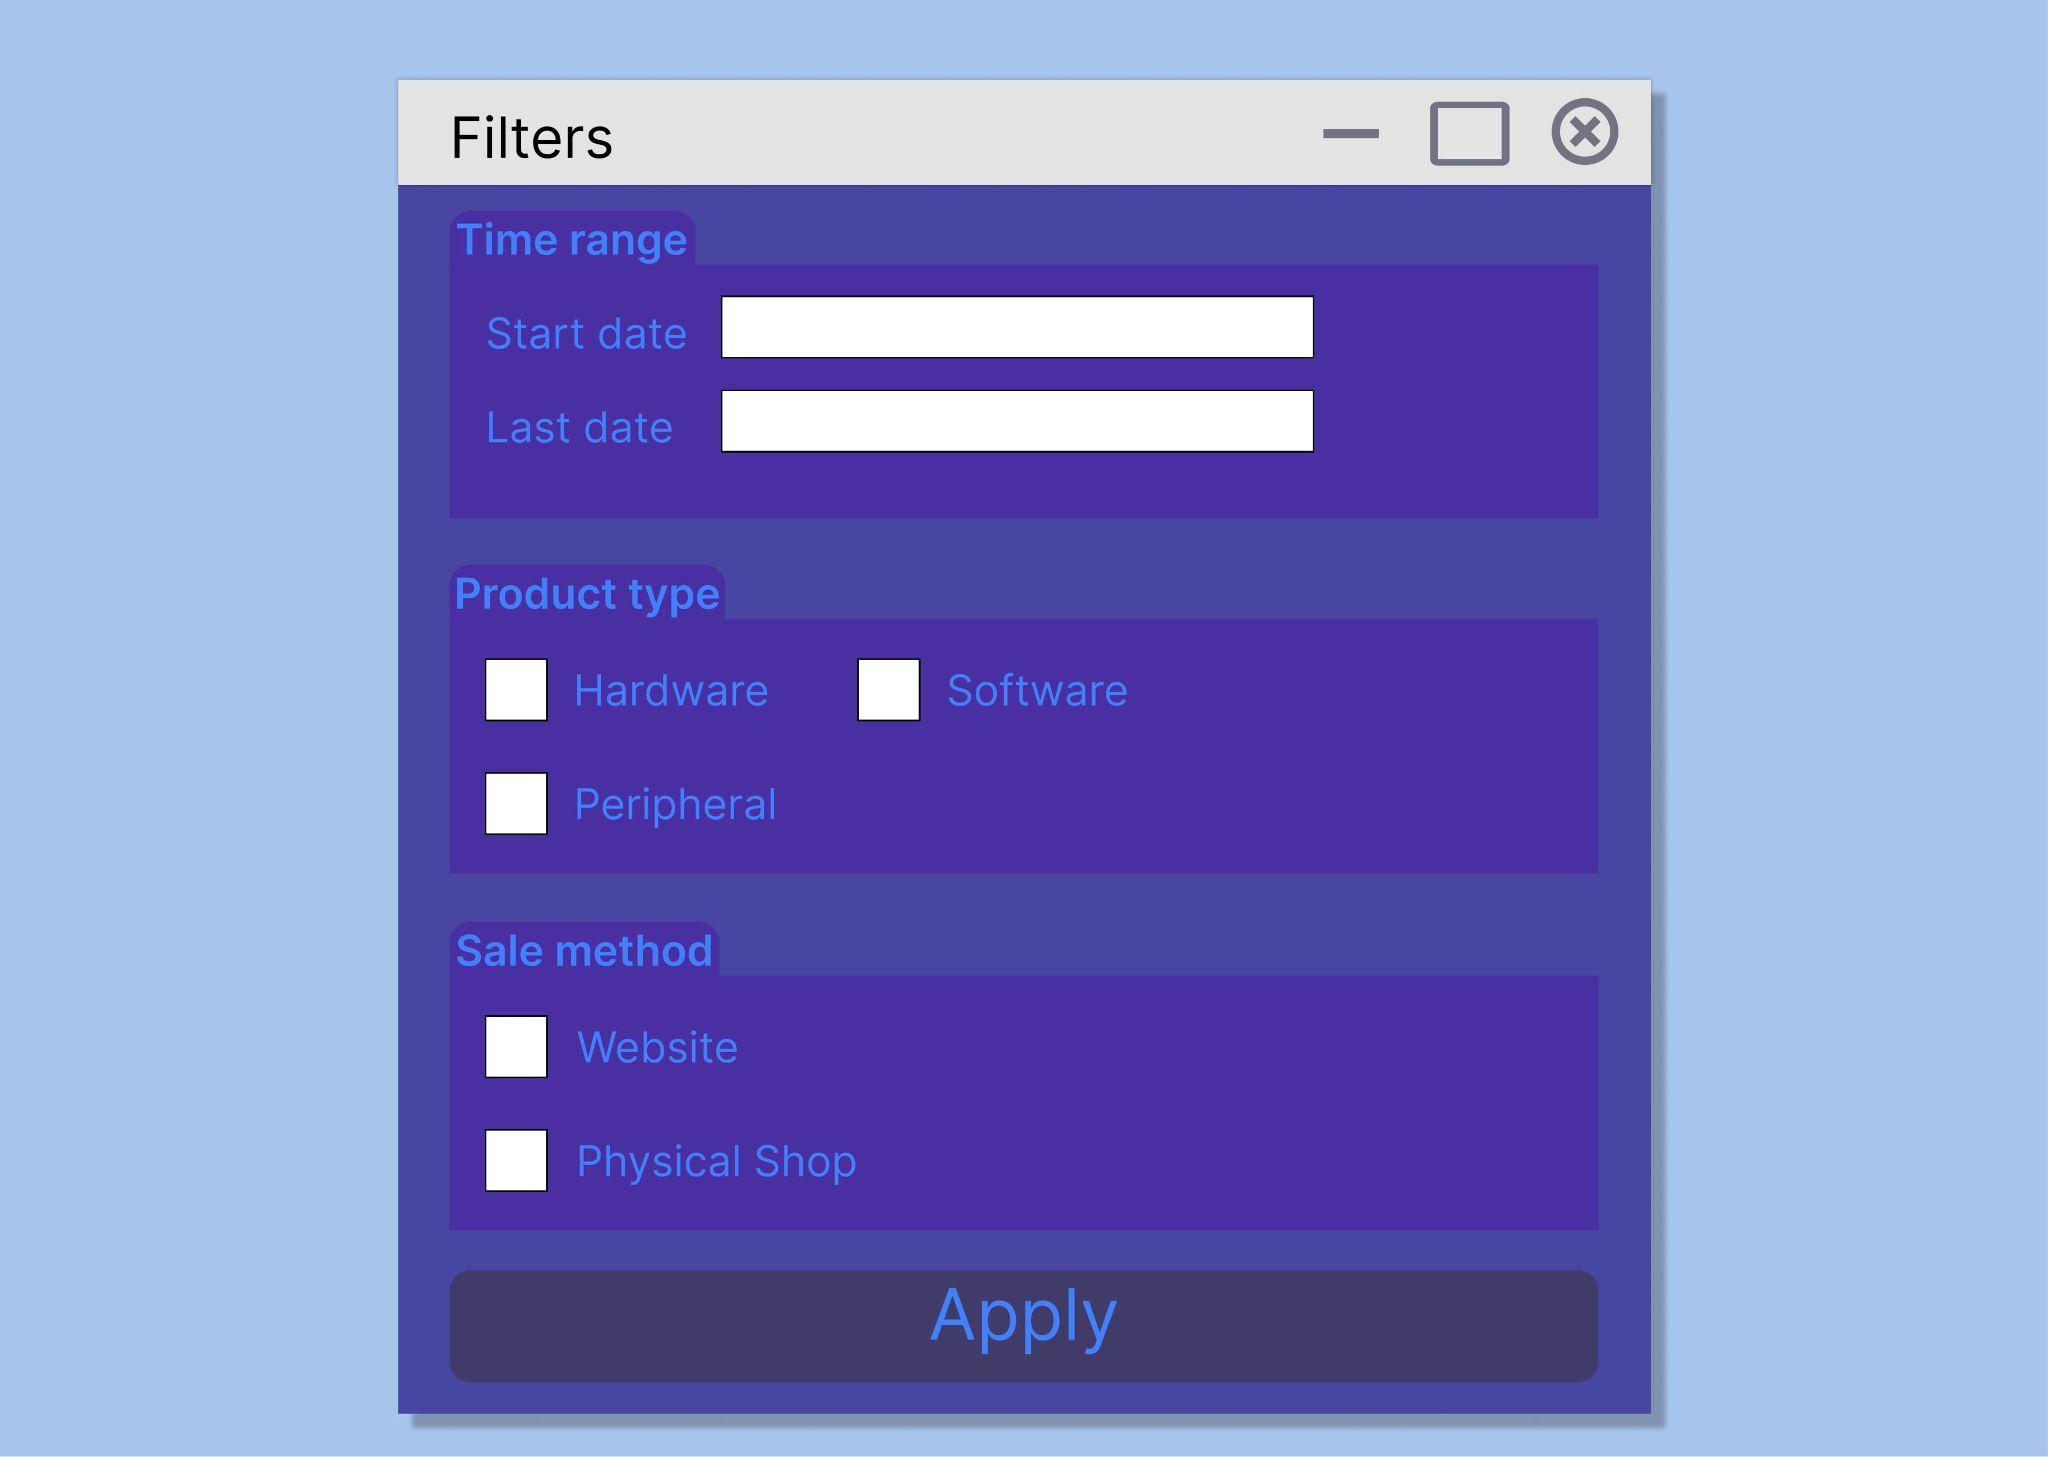 Filters
Time range
Start date
Last date
Product type
Hardware
Software
Peripheral
Sale method
Website
Physical Shop
Apply